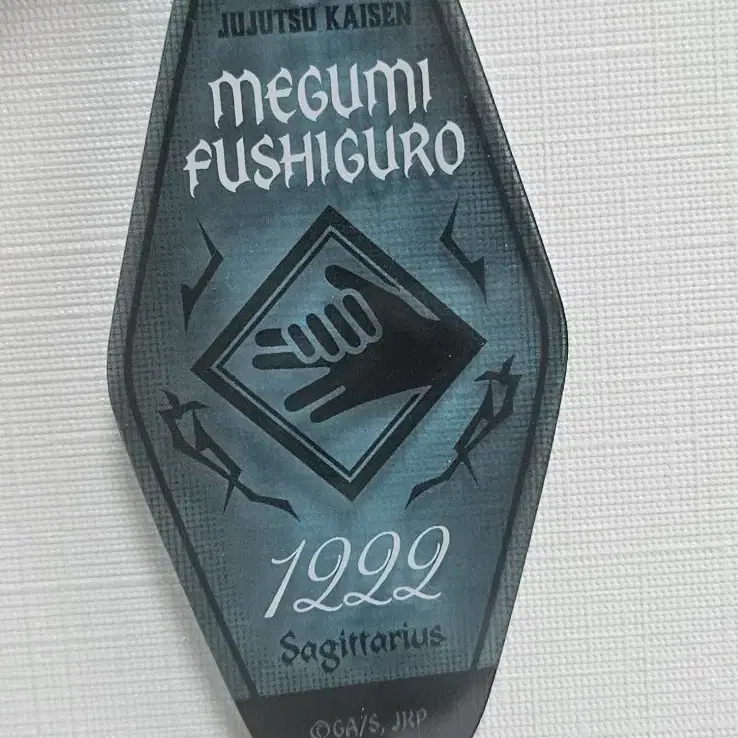 JUJUTSU KAISEN
MEGUMI
FUSHIGURO
1222
Sagittarius
©GA/S, JKP